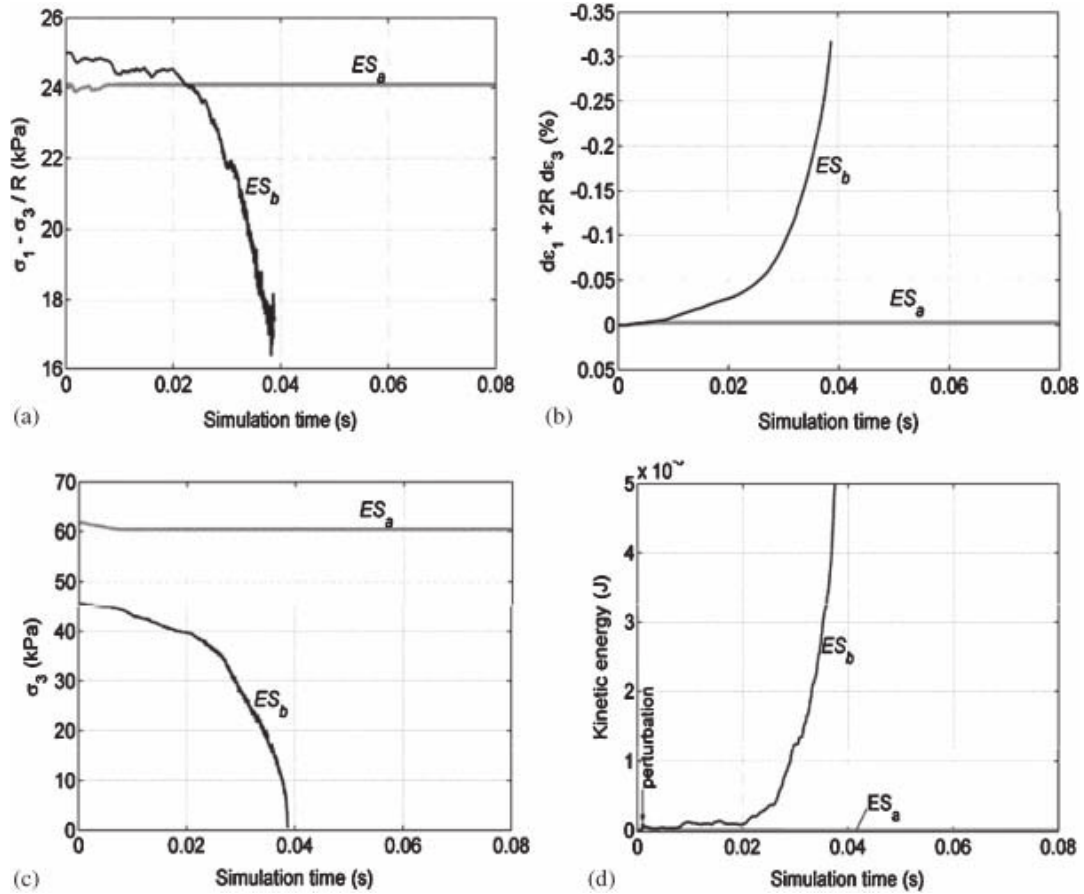 26
24
22
20
18
16
σ1 - σ3 / R (kPa)
ESa
ESb
0 0.02 0.04 0.06 0.08
(a) Simulation time (s)
-0.35
-0.3
-0.25
-0.2
-0.15
-0.1
-0.05
0
0.05
dε1 + 2R dε3 (%)
ESb
ESa
0 0.02 0.04 0.06 0.08
(b) Simulation time (s)
70
60
50
40
30
20
10
0
σ3 (kPa)
ESa
ESb
0 0.02 0.04 0.06 0.08
(c) Simulation time (s)
x 10
5
4
3
2
1
0
Kinetic energy (J)
perturbation
ESb
ESa
0.00 0.02 0.04 0.06 0.08
(d) Simulation time (s)